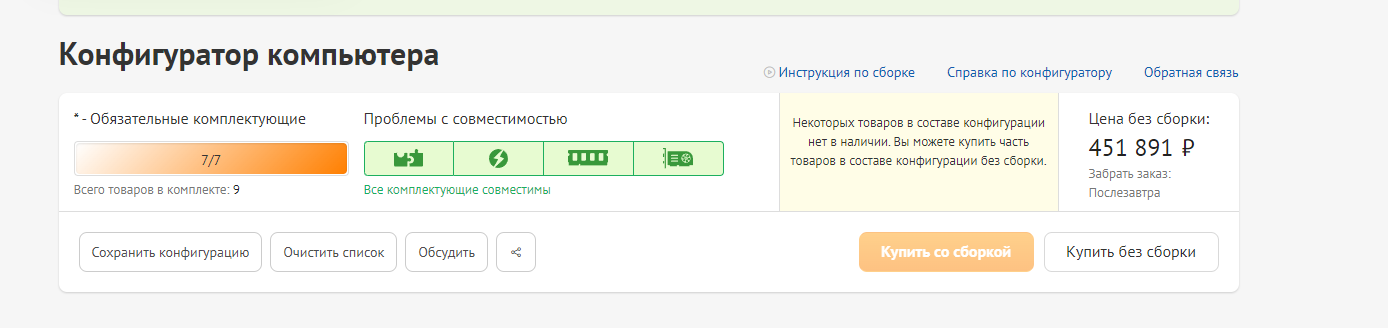 Конфигуратор компьютера
Инструкция по сборке
Справка по конфигуратору
Обратная связь
* - Обязательные комплектующие
7/7
Всего товаров в комплекте: 9
Проблемы с совместимостью
Все комплектующие совместимы
Некоторых товаров в составе конфигурации
нет в наличии. Вы можете купить часть
товаров в составе конфигурации без сборки.
Цена без сборки:
451 891 ₽
Забрать заказ:
Послезавтра
Сохранить конфигурацию
Очистить список
Обсудить
Купить со сборкой
Купить без сборки